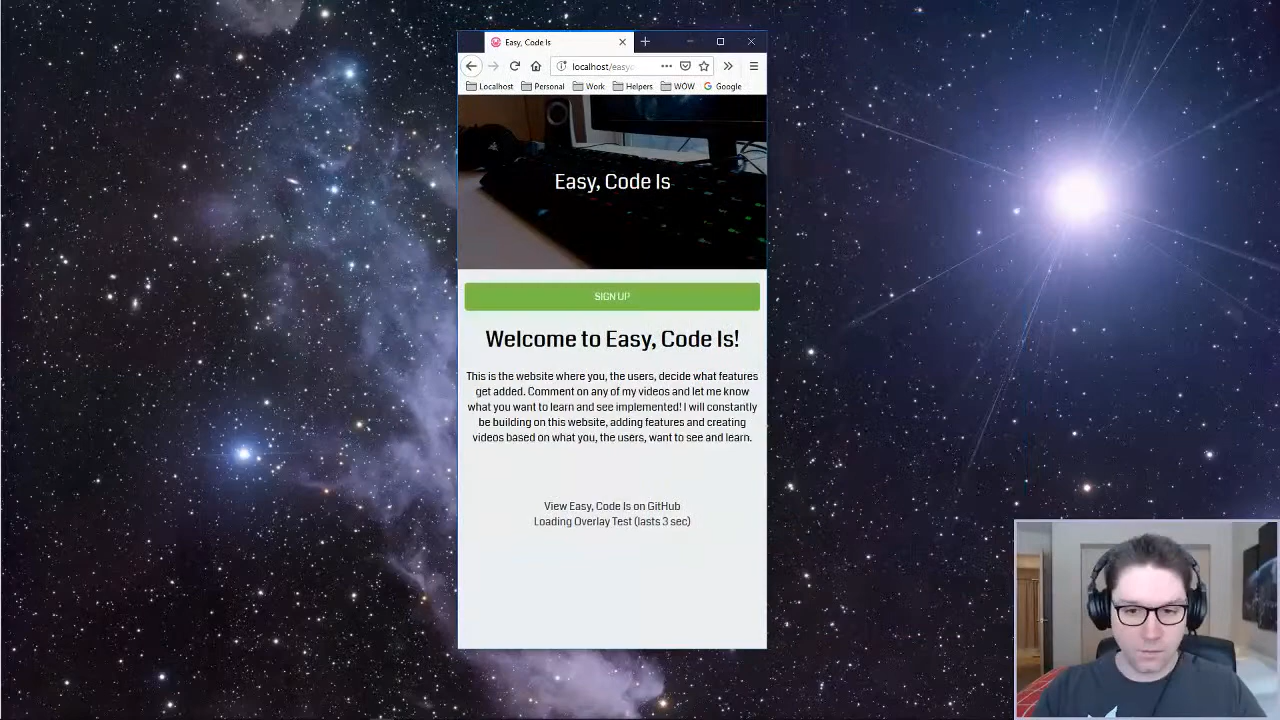 Easy, Code Is
localhost/easyc
Localhost Personal Work Helpers WOW Google
Easy, Code Is
SIGN UP
Welcome to Easy, Code Is!
This is the website where you, the users, decide what features
get added. Comment on any of my videos and let me know
what you want to learn and see implemented! I will constantly
be building on this website, adding features and creating
videos based on what you, the users, want to see and learn.
View Easy, Code Is on GitHub
Loading Overlay Test (lasts 3 sec)